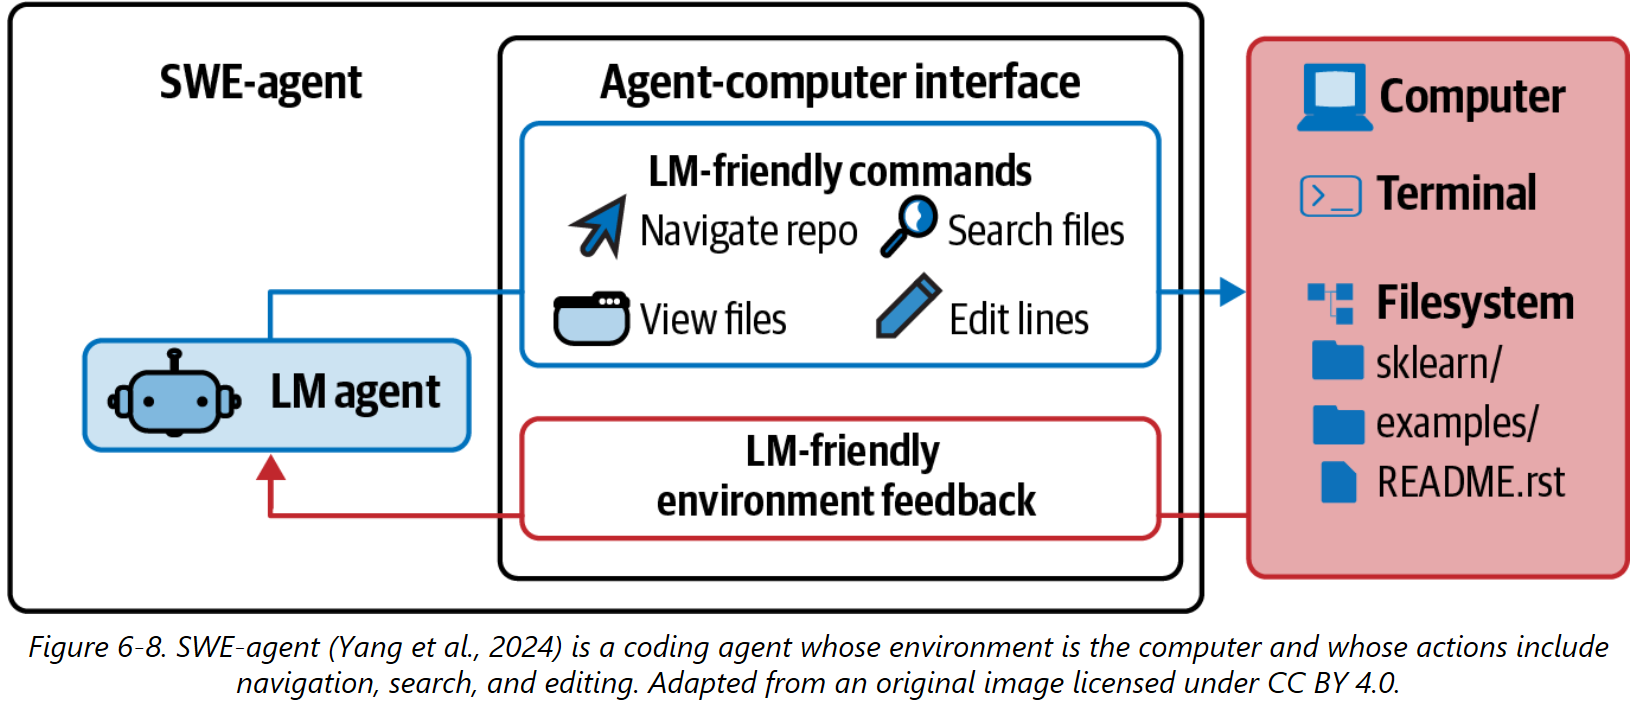 SWE-agent
Agent-computer interface
LM-friendly commands
Navigate repo
Search files
View files
Edit lines
LM agent
LM-friendly
environment feedback
Computer
Terminal
Filesystem
sklearn/
examples/
README.rst
Figure 6-8. SWE-agent (Yang et al., 2024) is a coding agent whose environment is the computer and whose actions include
navigation, search, and editing. Adapted from an original image licensed under CC BY 4.0.